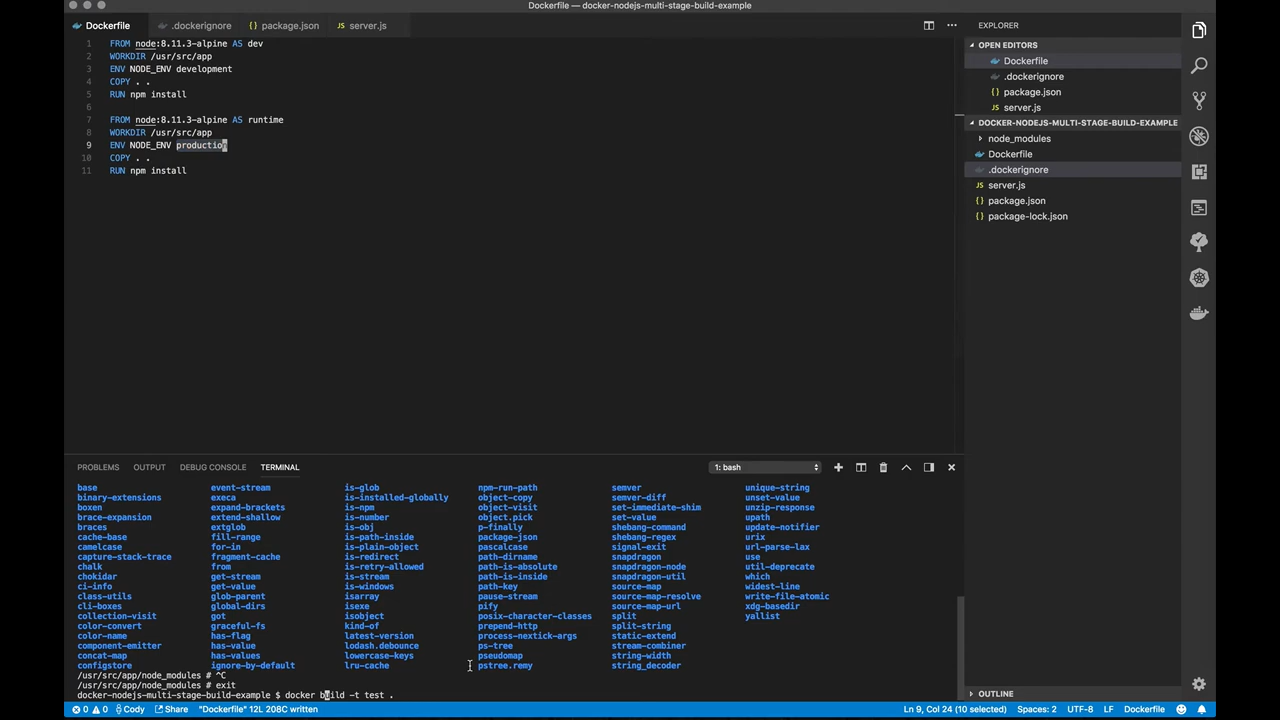 Dockerfile — docker-nodejs-multi-stage-build-example
Dockerfile .dockerignore {} package.json JS server.js
1 FROM node:8.11.3-alpine AS dev
2 WORKDIR /usr/src/app
3 ENV NODE_ENV development
4 COPY . .
5 RUN npm install
6
7 FROM node:8.11.3-alpine AS runtime
8 WORKDIR /usr/src/app
9 ENV NODE_ENV production
10 COPY . .
11 RUN npm install
EXPLORER
OPEN EDITORS
Dockerfile
.dockerignore
{} package.json
JS server.js
DOCKER-NODEJS-MULTI-STAGE-BUILD-EXAMPLE
node_modules
Dockerfile
.dockerignore
JS server.js
{} package.json
{} package-lock.json
OUTLINE
PROBLEMS OUTPUT DEBUG CONSOLE TERMINAL 1: bash
base event-stream is-glob npm-run-path semver unique-string
binary-extensions execa is-installed-globally object-copy semver-diff unset-value
boxen expand-brackets is-npm object-visit set-immediate-shim unzip-response
brace-expansion extend-shallow is-number object.pick set-value upath
braces extglob is-obj p-finally shebang-command update-notifier
cache-base fill-range is-path-inside package-json shebang-regex urix
camelcase for-in is-plain-object pascalcase signal-exit url-parse-lax
capture-stack-trace fragment-cache is-redirect path-dirname snapdragon use
chalk from is-retry-allowed path-is-absolute snapdragon-node util-deprecate
chokidar get-stream is-stream path-is-inside snapdragon-util which
ci-info get-value is-windows path-key source-map widest-line
class-utils glob-parent isarray pause-stream source-map-resolve write-file-atomic
cli-boxes global-dirs isexe pify source-map-url xdg-basedir
collection-visit got isobject posix-character-classes split yallist
color-convert graceful-fs kind-of prepend-http split-string
color-name has-flag latest-version process-nextick-args static-extend
component-emitter has-value lodash.debounce ps-tree stream-combiner
concat-map has-values lowercase-keys pseudomap string-width
configstore ignore-by-default lru-cache pstree.remy string_decoder
/usr/src/app/node_modules # ^C
/usr/src/app/node_modules # exit
docker-nodejs-multi-stage-build-example $ docker build -t test .
0 0 Cody Share "Dockerfile" 12L 208C written Ln 9, Col 24 (10 selected) Spaces: 2 UTF-8 LF Dockerfile